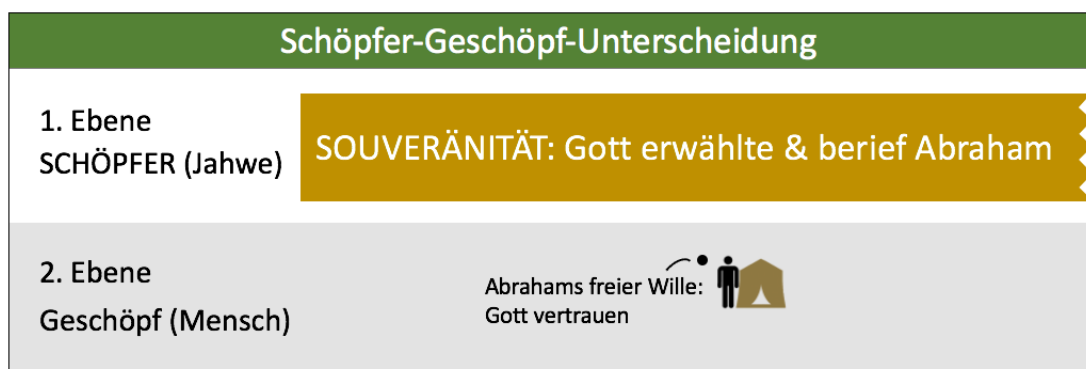 Schöpfer-Geschöpf-Unterscheidung
1. Ebene
SCHÖPFER (Jahwe)
SOUVERÄNITÄT: Gott erwählte & berief Abraham
2. Ebene
Geschöpf (Mensch)
Abrahams freier Wille:
Gott vertrauen